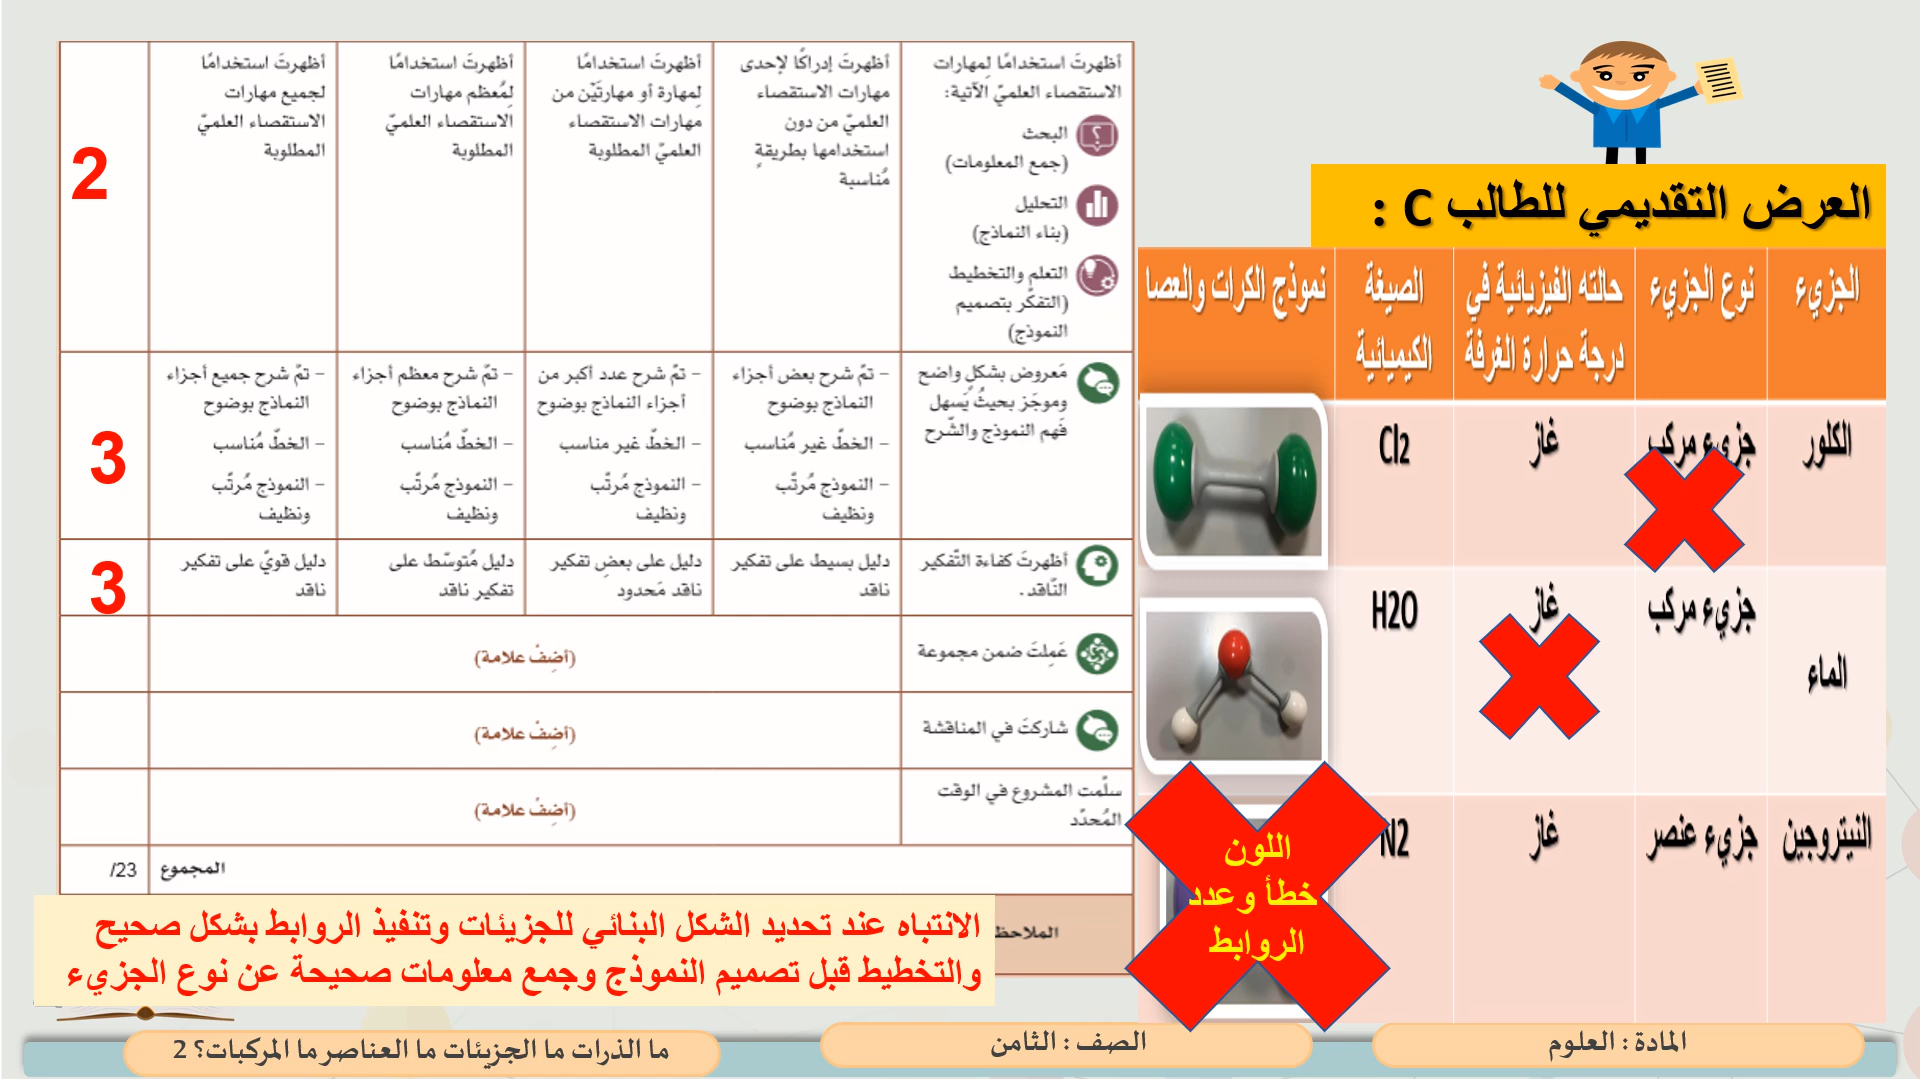 العرض التقديمي للطالب C :
الجزيء
نوع الجزيء
حالته الفيزيائية في
درجة حرارة الغرفة
الصيغة
الكيميائية
نموذج الكرات والعصا
الكلور
جزيء مركب
غاز
Cl2
الماء
جزيء مركب
غاز
H2O
النيتروجين
جزيء عنصر
غاز
N2
اللون
خطأ وعدد
الروابط
أظهرتَ استخدامًا لِمهارات
الاستقصاء العلميّ الآتية:
البحث
(جمع المعلومات)
التحليل
(بناء النماذج)
التعلم والتخطيط
(التفكّر بتصميم
النموذج)
أظهرتَ إدراكًا لإحدى
مهارات الاستقصاء
العلميّ من دون
استخدامها بطريقةٍ
مُناسبة
أظهرتَ استخدامًا
لِمهارة أو مهارتَيْن من
مهارات الاستقصاء
العلميّ المطلوبة
أظهرتَ استخدامًا
لِمُعظم مهارات
الاستقصاء العلميّ
المطلوبة
أظهرتَ استخدامًا
لجميع مهارات
الاستقصاء العلميّ
المطلوبة
2
مَعروض بشكلٍ واضح
وموجَز بحيثُ يَسهل
فَهم النموذج والشّرح
– تمّ شرح بعض أجزاء
النماذج بوضوح
– الخطّ غير مُناسب
– النموذج مُرتّب
ونظيف
– تمّ شرح عدد أكبر من
أجزاء النماذج بوضوح
– الخطّ غير مناسب
– النموذج مُرتّب
ونظيف
– تمّ شرح معظم أجزاء
النماذج بوضوح
– الخطّ مُناسب
– النموذج مُرتّب
ونظيف
– تمّ شرح جميع أجزاء
النماذج بوضوح
– الخطّ مُناسب
– النموذج مُرتّب
ونظيف
3
أظهرتَ كفاءة التّفكير
النّاقد.
دليل بسيط على تفكير
ناقد
دليل على بعضِ تفكير
ناقد مَحدود
دليل مُتوسّط على
تفكير ناقد
دليل قويّ على تفكير
ناقد
3
عَمِلتَ ضمن مجموعة
(أضِفْ علامة)
شاركتَ في المناقشة
(أضِفْ علامة)
سلّمت المشروع في الوقت
المُحدّد
(أضِفْ علامة)
المجموع
/23
الانتباه عند تحديد الشكل البنائي للجزيئات وتنفيذ الروابط بشكل صحيح
والتخطيط قبل تصميم النموذج وجمع معلومات صحيحة عن نوع الجزيء
المادة : العلوم
الصف : الثامن
ما الذرات ما الجزيئات ما العناصر ما المركبات؟ 2